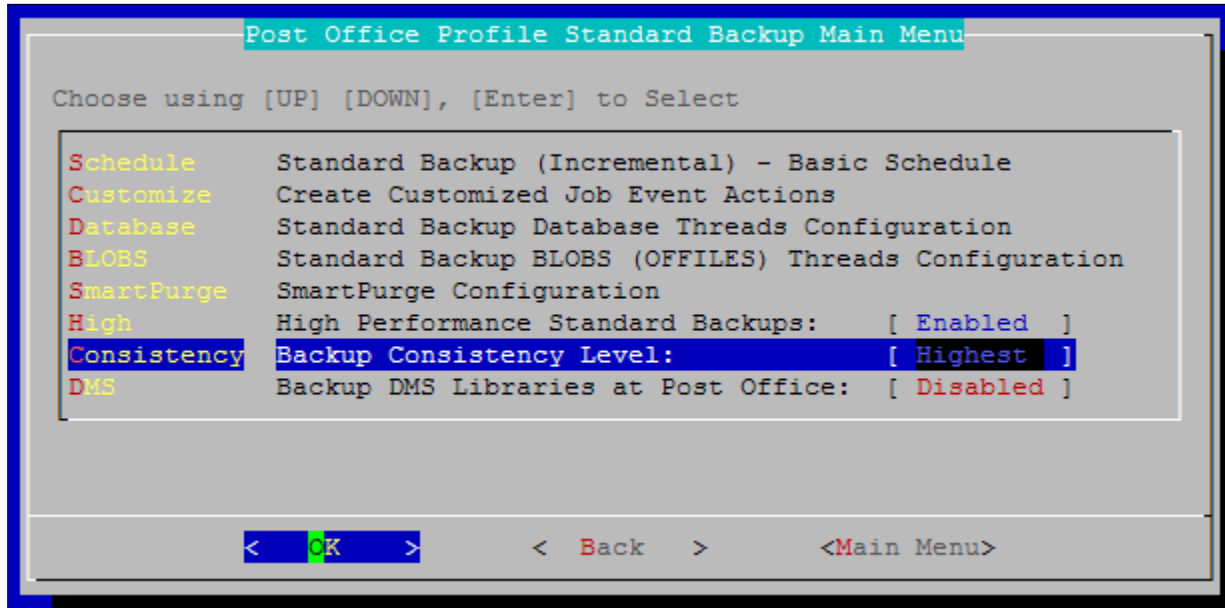 Post Office Profile Standard Backup Main Menu
Choose using [UP] [DOWN], [Enter] to Select
Schedule Standard Backup (Incremental) - Basic Schedule
Customize Create Customized Job Event Actions
Database Standard Backup Database Threads Configuration
BLOBS Standard Backup BLOBS (OFFILES) Threads Configuration
SmartPurge SmartPurge Configuration
High High Performance Standard Backups: [ Enabled ]
Consistency Backup Consistency Level: [ Highest ]
DMS Backup DMS Libraries at Post Office: [ Disabled ]
< OK > < Back > <Main Menu>